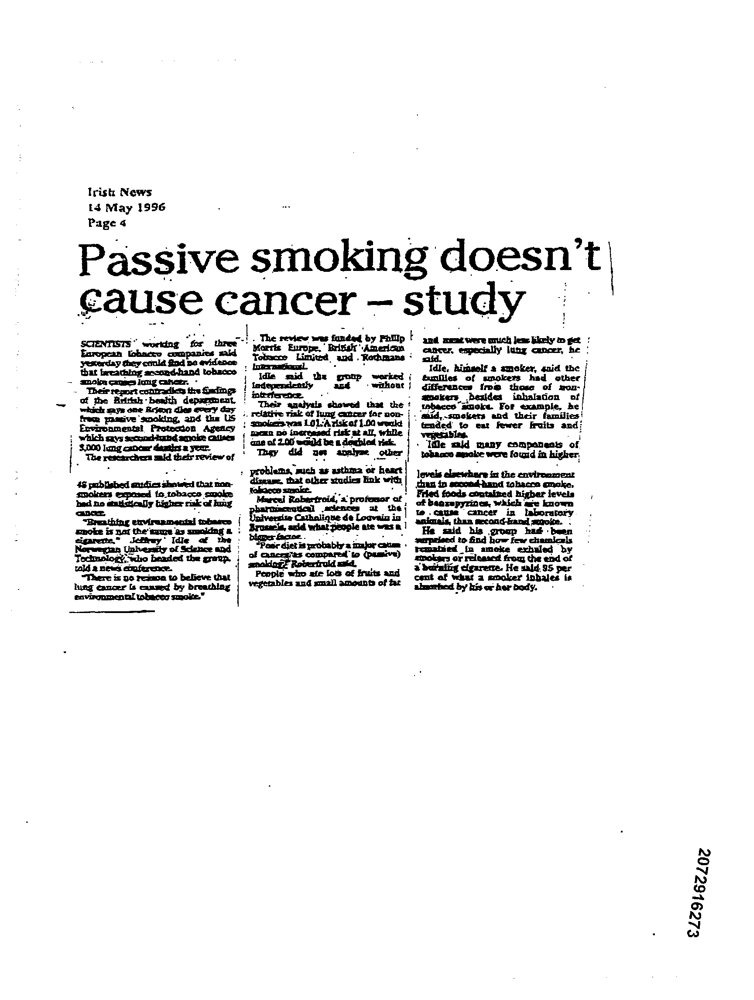 Irish News
14 May 1996
Page 4
Passive smoking doesn't
cause cancer – study
SCIENTISTS working for three
European tobacco companies said
yesterday they could find no evidence
that breathing second-hand tobacco
smoke causes lung cancer.
Their report contradicts the findings
of the British health department,
which says one Briton dies every day
from passive smoking, and the US
Environmental Protection Agency
which says second-hand smoke causes
3,000 lung cancer deaths a year.
The researchers said their review of
48 published studies showed that non-
smokers exposed to tobacco smoke
had no statistically higher risk of lung
cancer.
"Breathing environmental tobacco
smoke is not the same as smoking a
cigarette." Jeffrey Idle of the
Norwegian University of Science and
Technology, who headed the group,
told a news conference.
"There is no reason to believe that
lung cancer is caused by breathing
environmental tobacco smoke."
The review was funded by Philip
Morris Europe, British American
Tobacco Limited and Rothmans
International.
Idle said the group worked
independently and without
interference.
Their analysis showed that the
relative risk of lung cancer for non-
smokers was 1.01. A risk of 1.00 would
mean no increased risk at all, while
one of 2.00 would be a doubled risk.
They did not analyse other
problems, such as asthma or heart
disease, that other studies link with
tobacco smoke.
Marcel Roberfroid, a professor of
pharmaceutical sciences at the
Universite Catholique de Louvain in
Brussels, said what people ate was a
bigger factor.
"Poor diet is probably a major cause
of cancer as compared to (passive)
smoking," Roberfroid said.
People who ate lots of fruits and
vegetables and small amounts of fat
and meat were much less likely to get
cancer, especially lung cancer, he
said.
Idle, himself a smoker, said the
families of smokers had other
differences from those of non-
smokers besides inhalation of
tobacco smoke. For example, he
said, smokers and their families
tended to eat fewer fruits and
vegetables.
Idle said many components of
tobacco smoke were found in higher
levels elsewhere in the environment
than in second-hand tobacco smoke.
Fried foods contained higher levels
of benzapyrines, which are known
to cause cancer in laboratory
animals, than second-hand smoke.
He said his group had been
surprised to find how few chemicals
remained in smoke exhaled by
smokers or released from the end of
a burning cigarette. He said 85 per
cent of what a smoker inhales is
absorbed by his or her body.
2072916273